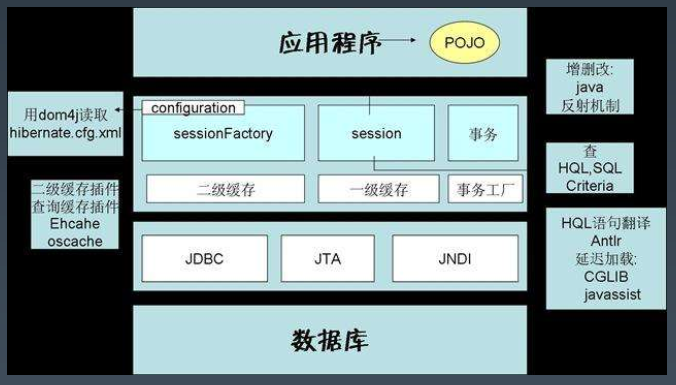 应用程序
POJO
增删改:
java
反射机制
用dom4j读取
hibernate.cfg.xml
configuration
sessionFactory
session
事务
查
HQL,SQL
Criteria
二级缓存
一级缓存
事务工厂
二级缓存插件
查询缓存插件
Ehcahe
oscache
HQL语句翻译
Antlr
延迟加载:
CGLIB
javassist
JDBC
JTA
JNDI
数据库